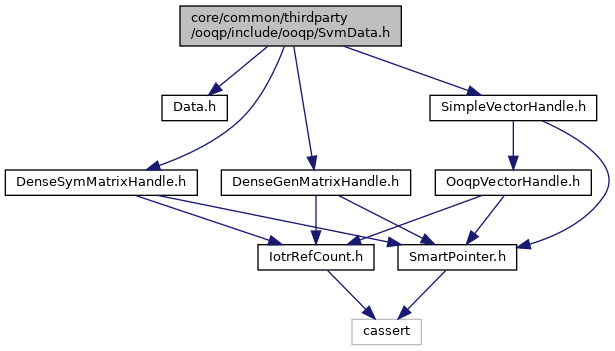 core/common/thirdparty
/ooqp/include/ooqp/SvmData.h
Data.h
SimpleVectorHandle.h
DenseSymMatrixHandle.h
DenseGenMatrixHandle.h
OoqpVectorHandle.h
IotrRefCount.h
SmartPointer.h
cassert